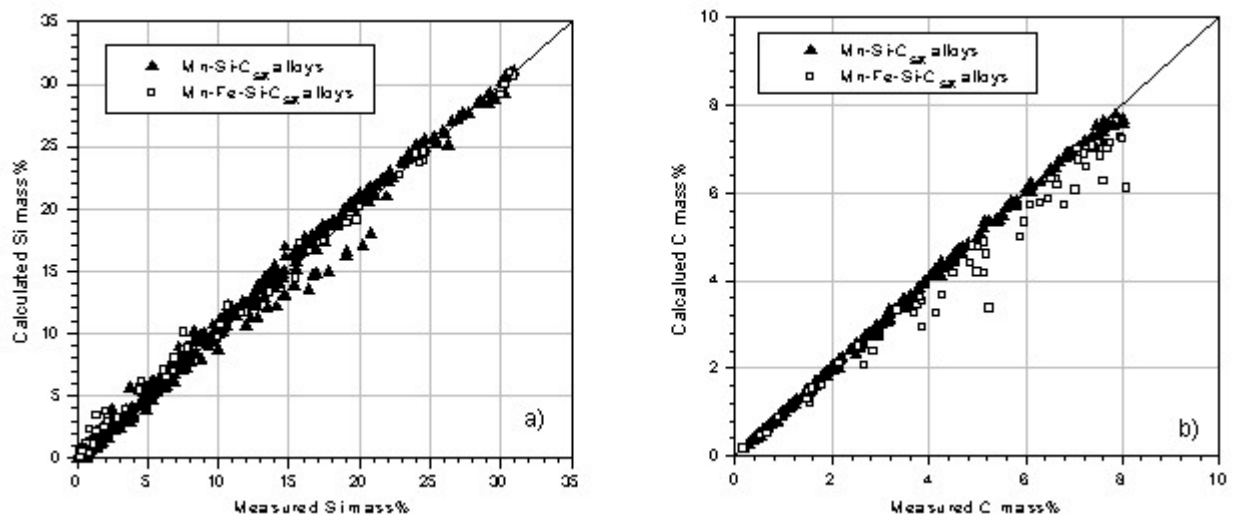 35
30
25
20
15
10
5
0
Calculated Si mass%
Mn-Si-Csat alloys
Mn-Fe-Si-Csat alloys
a)
0 5 10 15 20 25 30 35
Measured Si mass%
10
8
6
4
2
0
Calcalued C mass%
Mn-Si-Csat alloys
Mn-Fe-Si-Csat alloys
b)
0 2 4 6 8 10
Measured C mass%